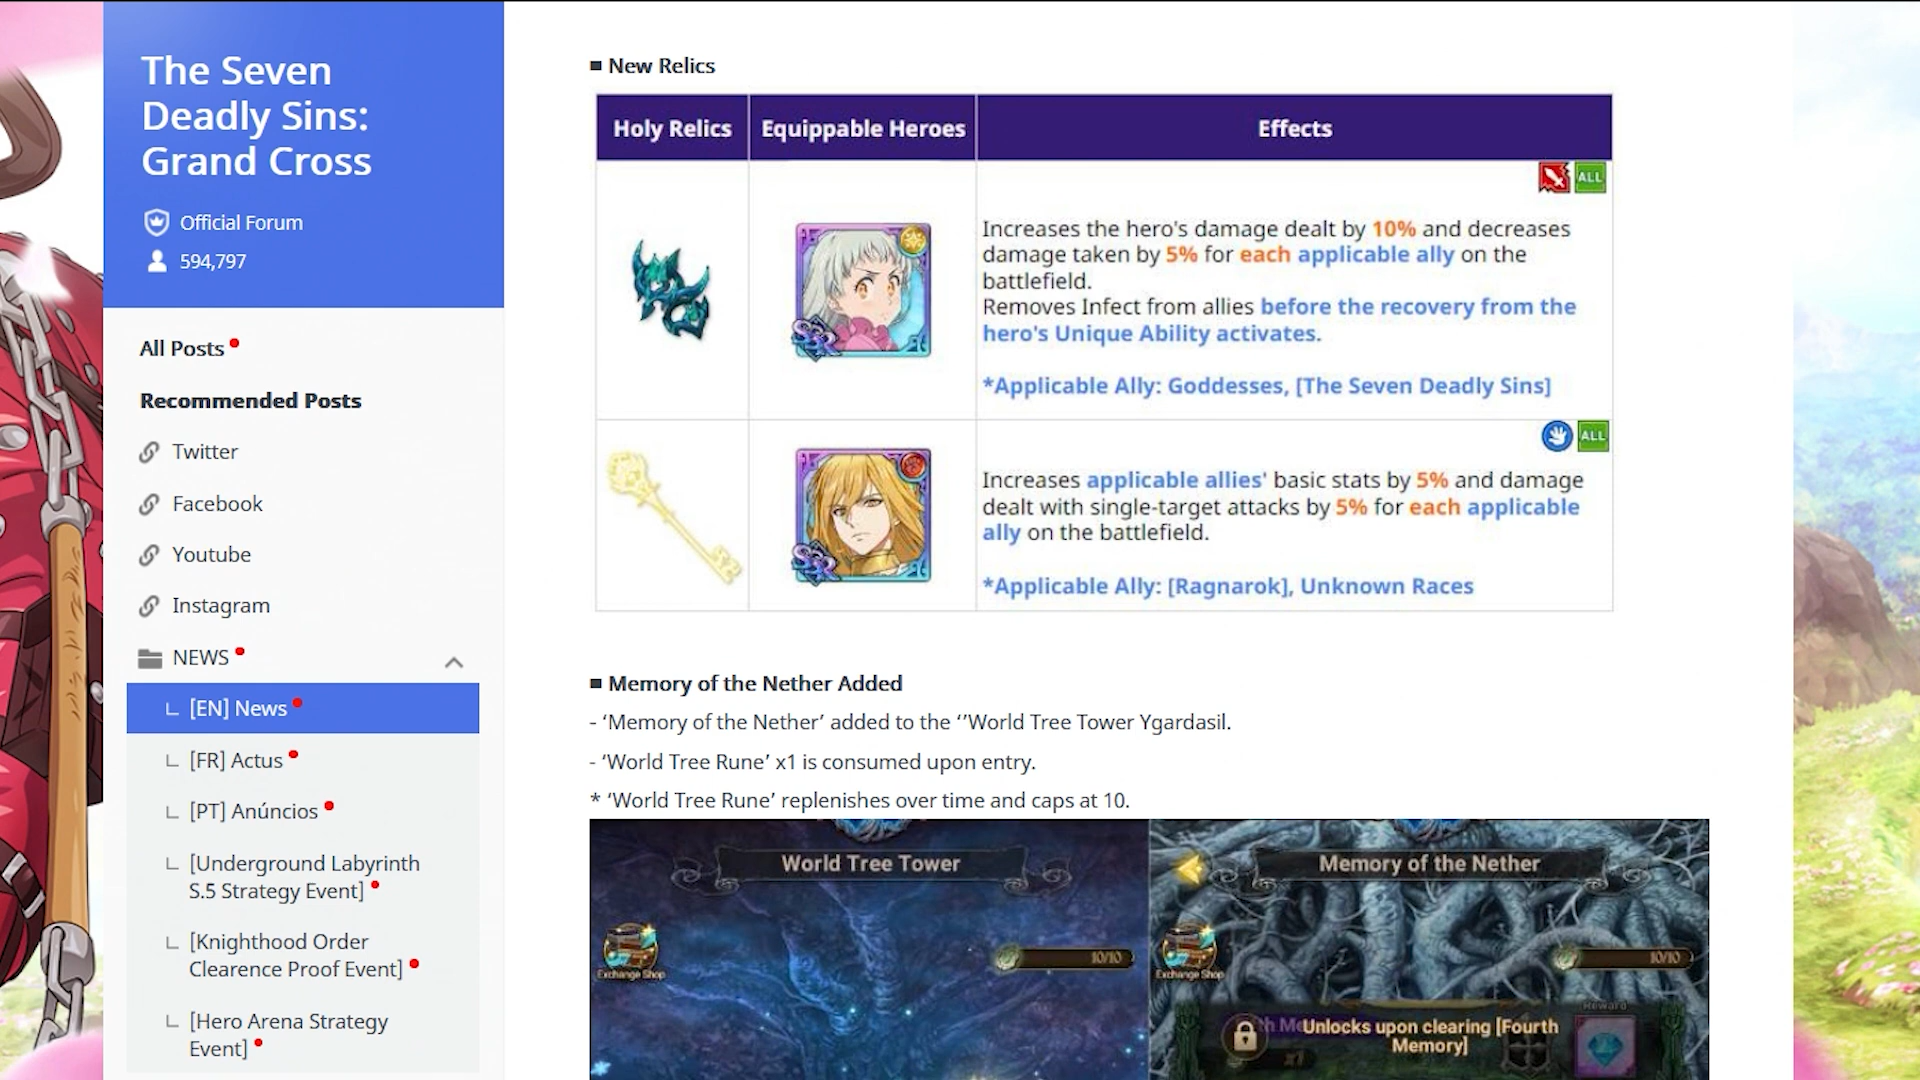 The Seven
Deadly Sins:
Grand Cross
Official Forum
594,797
All Posts
Recommended Posts
Twitter
Facebook
Youtube
Instagram
NEWS
[EN] News
[FR] Actus
[PT] Anúncios
[Underground Labyrinth
S.5 Strategy Event]
[Knighthood Order
Clearence Proof Event]
[Hero Arena Strategy
Event]
■ New Relics
Holy Relics Equippable Heroes Effects
ALL
SSR
Increases the hero's damage dealt by 10% and decreases
damage taken by 5% for each applicable ally on the
battlefield.
Removes Infect from allies before the recovery from the
hero's Unique Ability activates.
*Applicable Ally: Goddesses, [The Seven Deadly Sins]
ALL
SSR
Increases applicable allies' basic stats by 5% and damage
dealt with single-target attacks by 5% for each applicable
ally on the battlefield.
*Applicable Ally: [Ragnarok], Unknown Races
■ Memory of the Nether Added
- ‘Memory of the Nether’ added to the ‘’World Tree Tower Ygardasil.
- ‘World Tree Rune’ x1 is consumed upon entry.
* ‘World Tree Rune’ replenishes over time and caps at 10.
World Tree Tower
Exchange Shop
10/10
Memory of the Nether
Exchange Shop
10/10
Reward
Unlocks upon clearing [Fourth
Memory]
x1